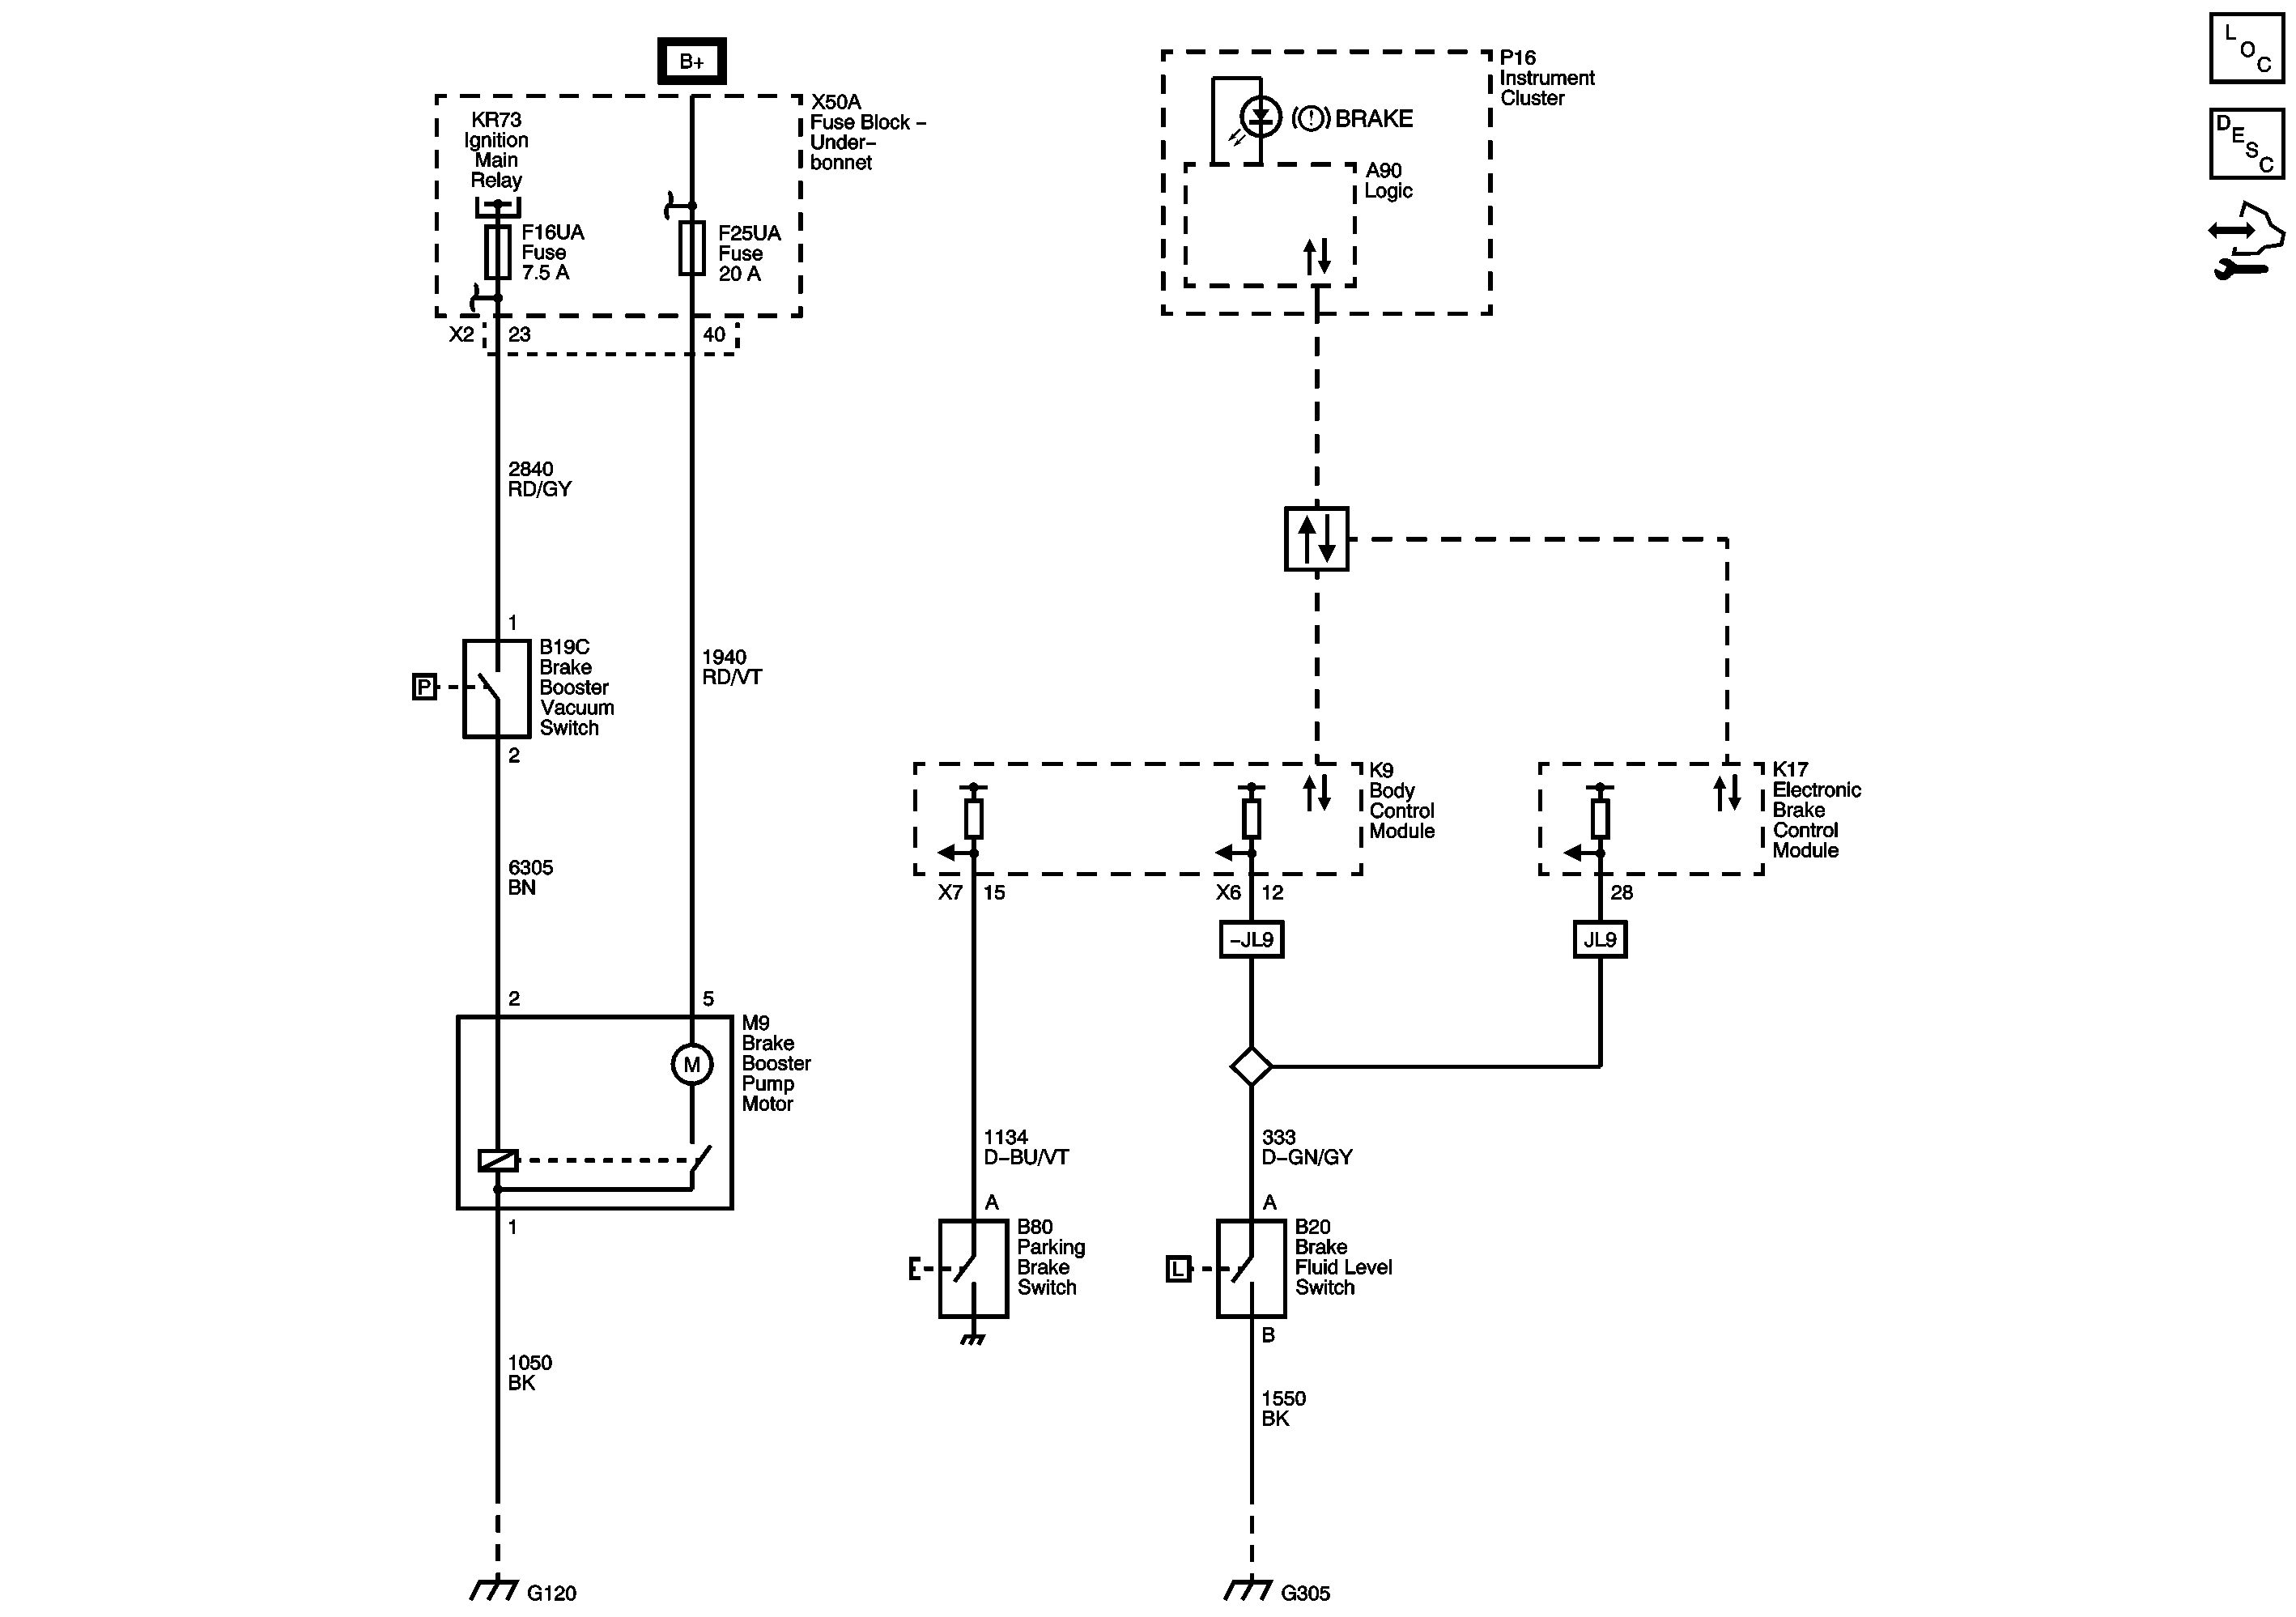 B+
X50A
Fuse Block –
Under–
bonnet
KR73
Ignition
Main
Relay
F16UA
Fuse
7.5 A
F25UA
Fuse
20 A
X2
23
40
2840
RD/GY
1
B19C
Brake
Booster
Vacuum
Switch
P
2
1940
RD/VT
6305
BN
2
5
M9
Brake
Booster
Pump
Motor
M
1
1050
BK
G120
P16
Instrument
Cluster
(!) BRAKE
A90
Logic
K9
Body
Control
Module
K17
Electronic
Brake
Control
Module
X7
15
X6
12
28
–JL9
JL9
1134
D–BU/VT
333
D–GN/GY
A
B80
Parking
Brake
Switch
A
B20
Brake
Fluid Level
Switch
L
B
1550
BK
G305
LOC
DESC